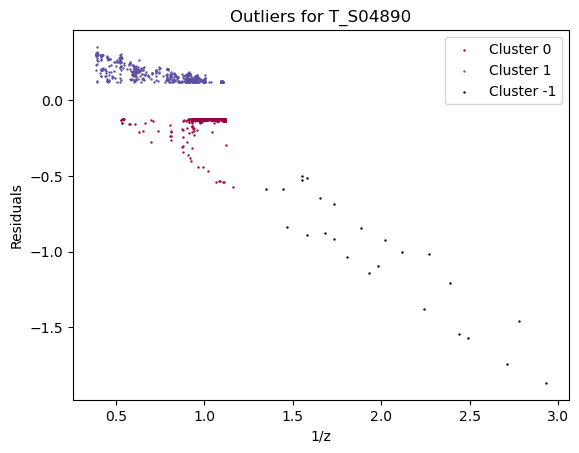 Outliers for T_S04890
Cluster 0
Cluster 1
Cluster -1
Residuals
0.0
−0.5
−1.0
−1.5
0.5
1.0
1.5
2.0
2.5
3.0
1/z